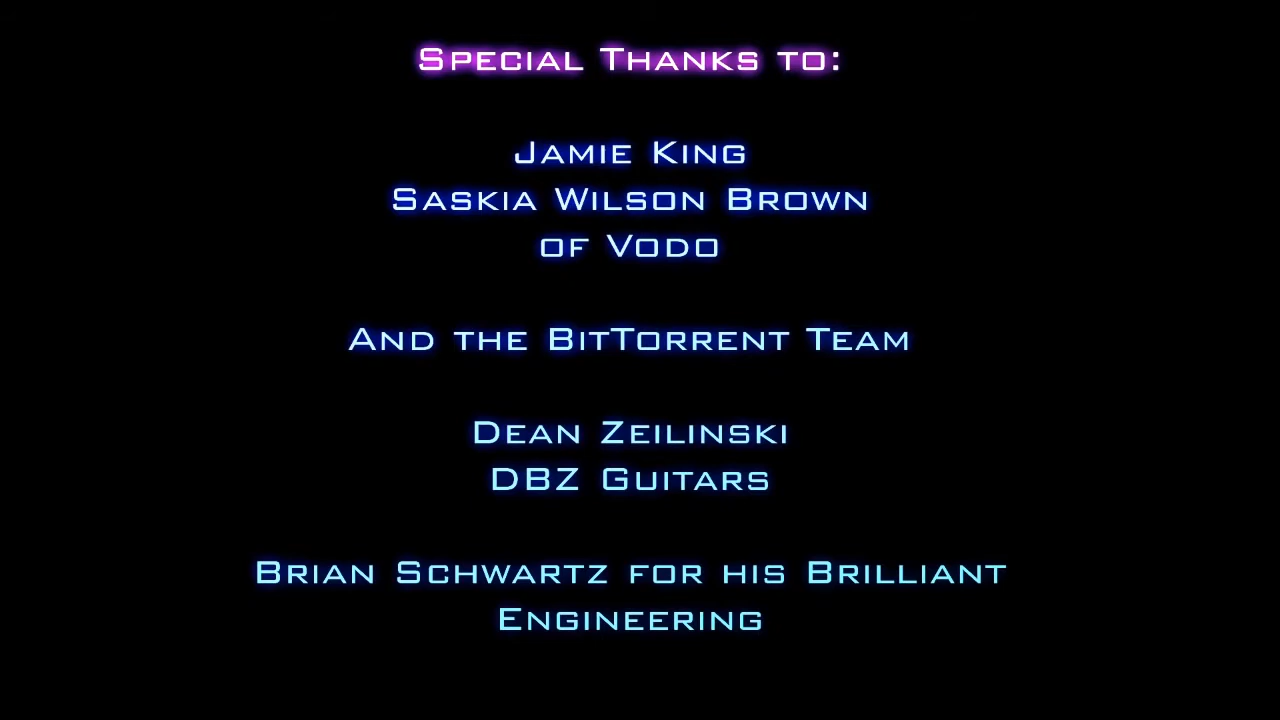 Special Thanks to:
Jamie King
Saskia Wilson Brown
of Vodo
And the BitTorrent Team
Dean Zeilinski
DBZ Guitars
Brian Schwartz for his Brilliant
Engineering